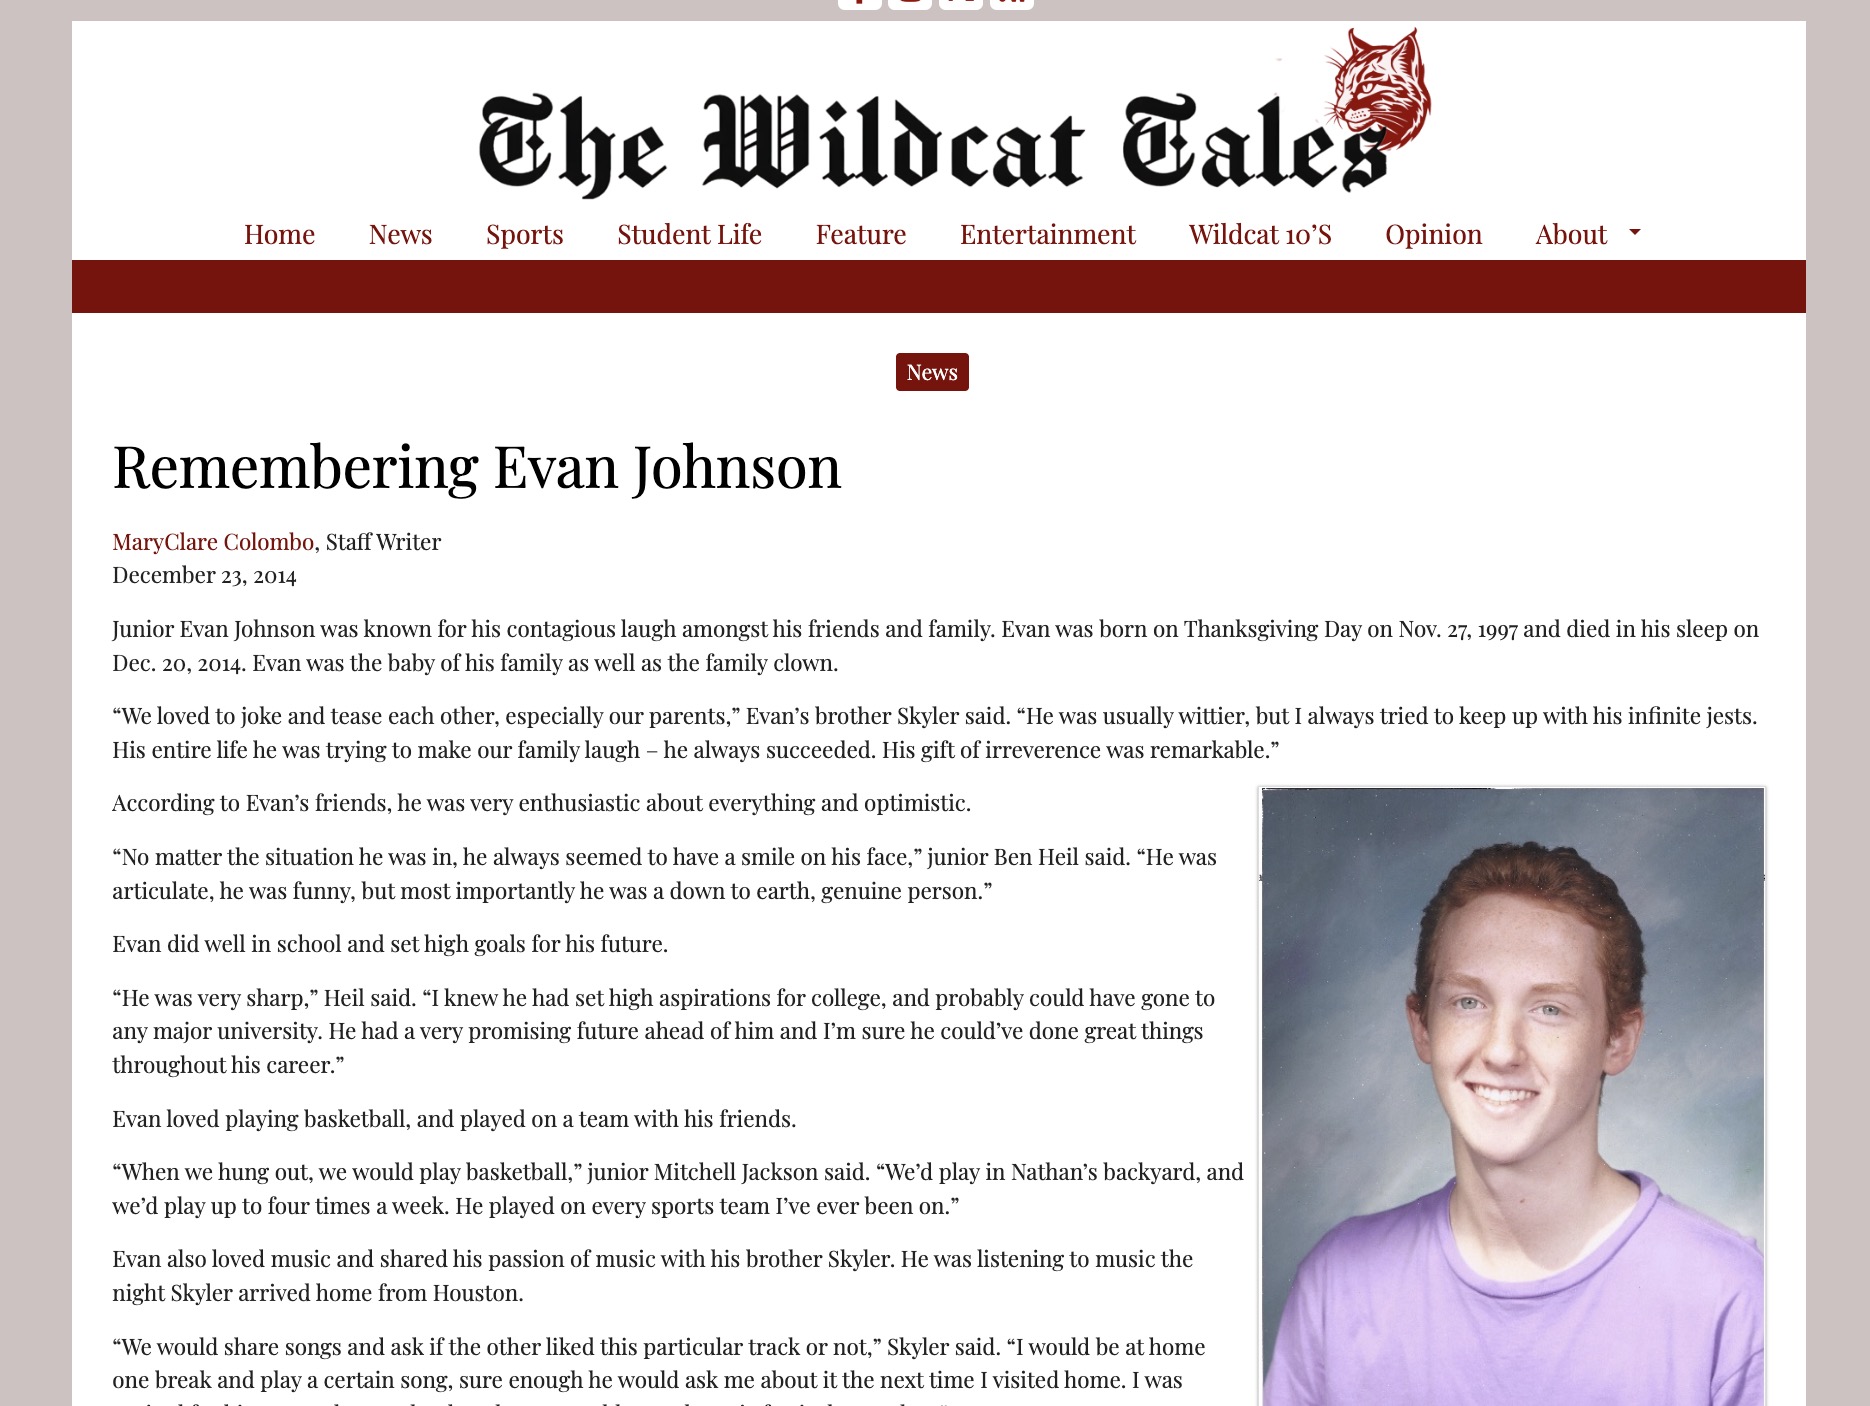 The Wildcat Tales
Home News Sports Student Life Feature Entertainment Wildcat 10’S Opinion About
News
Remembering Evan Johnson
MaryClare Colombo, Staff Writer
December 23, 2014
Junior Evan Johnson was known for his contagious laugh amongst his friends and family. Evan was born on Thanksgiving Day on Nov. 27, 1997 and died in his sleep on
Dec. 20, 2014. Evan was the baby of his family as well as the family clown.
“We loved to joke and tease each other, especially our parents,” Evan’s brother Skyler said. “He was usually wittier, but I always tried to keep up with his infinite jests.
His entire life he was trying to make our family laugh – he always succeeded. His gift of irreverence was remarkable.”
According to Evan’s friends, he was very enthusiastic about everything and optimistic.
“No matter the situation he was in, he always seemed to have a smile on his face,” junior Ben Heil said. “He was
articulate, he was funny, but most importantly he was a down to earth, genuine person.”
Evan did well in school and set high goals for his future.
“He was very sharp,” Heil said. “I knew he had set high aspirations for college, and probably could have gone to
any major university. He had a very promising future ahead of him and I’m sure he could’ve done great things
throughout his career.”
Evan loved playing basketball, and played on a team with his friends.
“When we hung out, we would play basketball,” junior Mitchell Jackson said. “We’d play in Nathan’s backyard, and
we’d play up to four times a week. He played on every sports team I’ve ever been on.”
Evan also loved music and shared his passion of music with his brother Skyler. He was listening to music the
night Skyler arrived home from Houston.
“We would share songs and ask if the other liked this particular track or not,” Skyler said. “I would be at home
one break and play a certain song, sure enough he would ask me about it the next time I visited home. I was